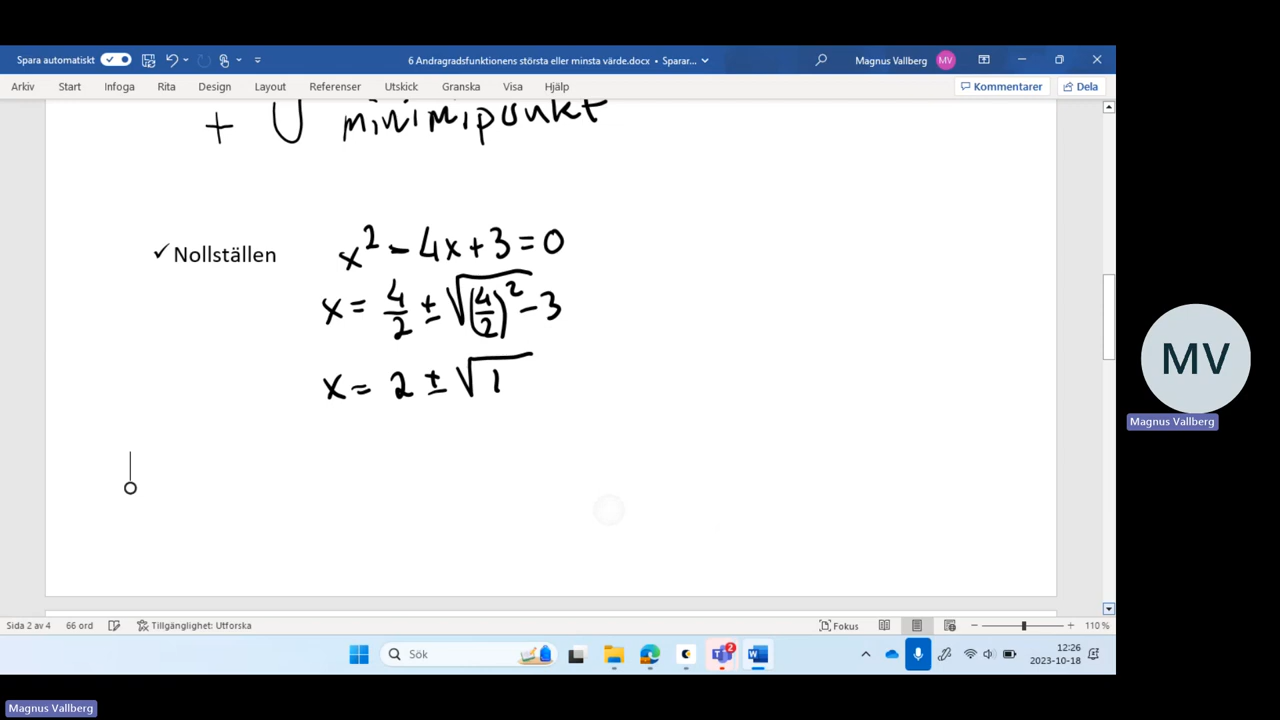 Spara automatiskt
6 Andragradsfunktionens största eller minsta värde.docx • Sparar...
Magnus Vallberg MV
Arkiv Start Infoga Rita Design Layout Referenser Utskick Granska Visa Hjälp
Kommentarer Dela
+ U minimipunkt
✓ Nollställen x² - 4x + 3 = 0
x = 4/2 ± √(4/2)² - 3
x = 2 ± √1
MV
Magnus Vallberg
Sida 2 av 4 66 ord Tillgänglighet: Utforska
Fokus
- + 110 %
Sök
2
12:26
2023-10-18
Magnus Vallberg